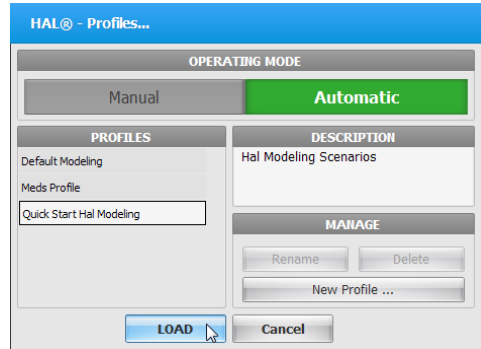 HAL® - Profiles...
OPERATING MODE
Manual
Automatic
PROFILES
Default Modeling
Meds Profile
Quick Start Hal Modeling
DESCRIPTION
Hal Modeling Scenarios
MANAGE
Rename
Delete
New Profile ...
LOAD
Cancel